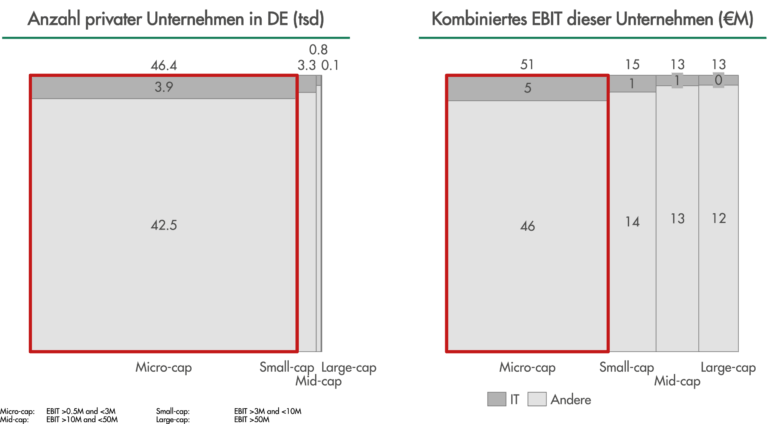 Anzahl privater Unternehmen in DE (tsd)
46.4
3.3
0.8
0.1
3.9
42.5
Micro-cap
Small-cap
Mid-cap
Large-cap
Kombiniertes EBIT dieser Unternehmen (€M)
51
15
13
13
5
1
1
0
46
14
13
12
Micro-cap
Small-cap
Mid-cap
Large-cap
IT
Andere
Micro-cap: EBIT >0.5M and <3M
Small-cap: EBIT >3M and <10M
Mid-cap: EBIT >10M and <50M
Large-cap: EBIT >50M